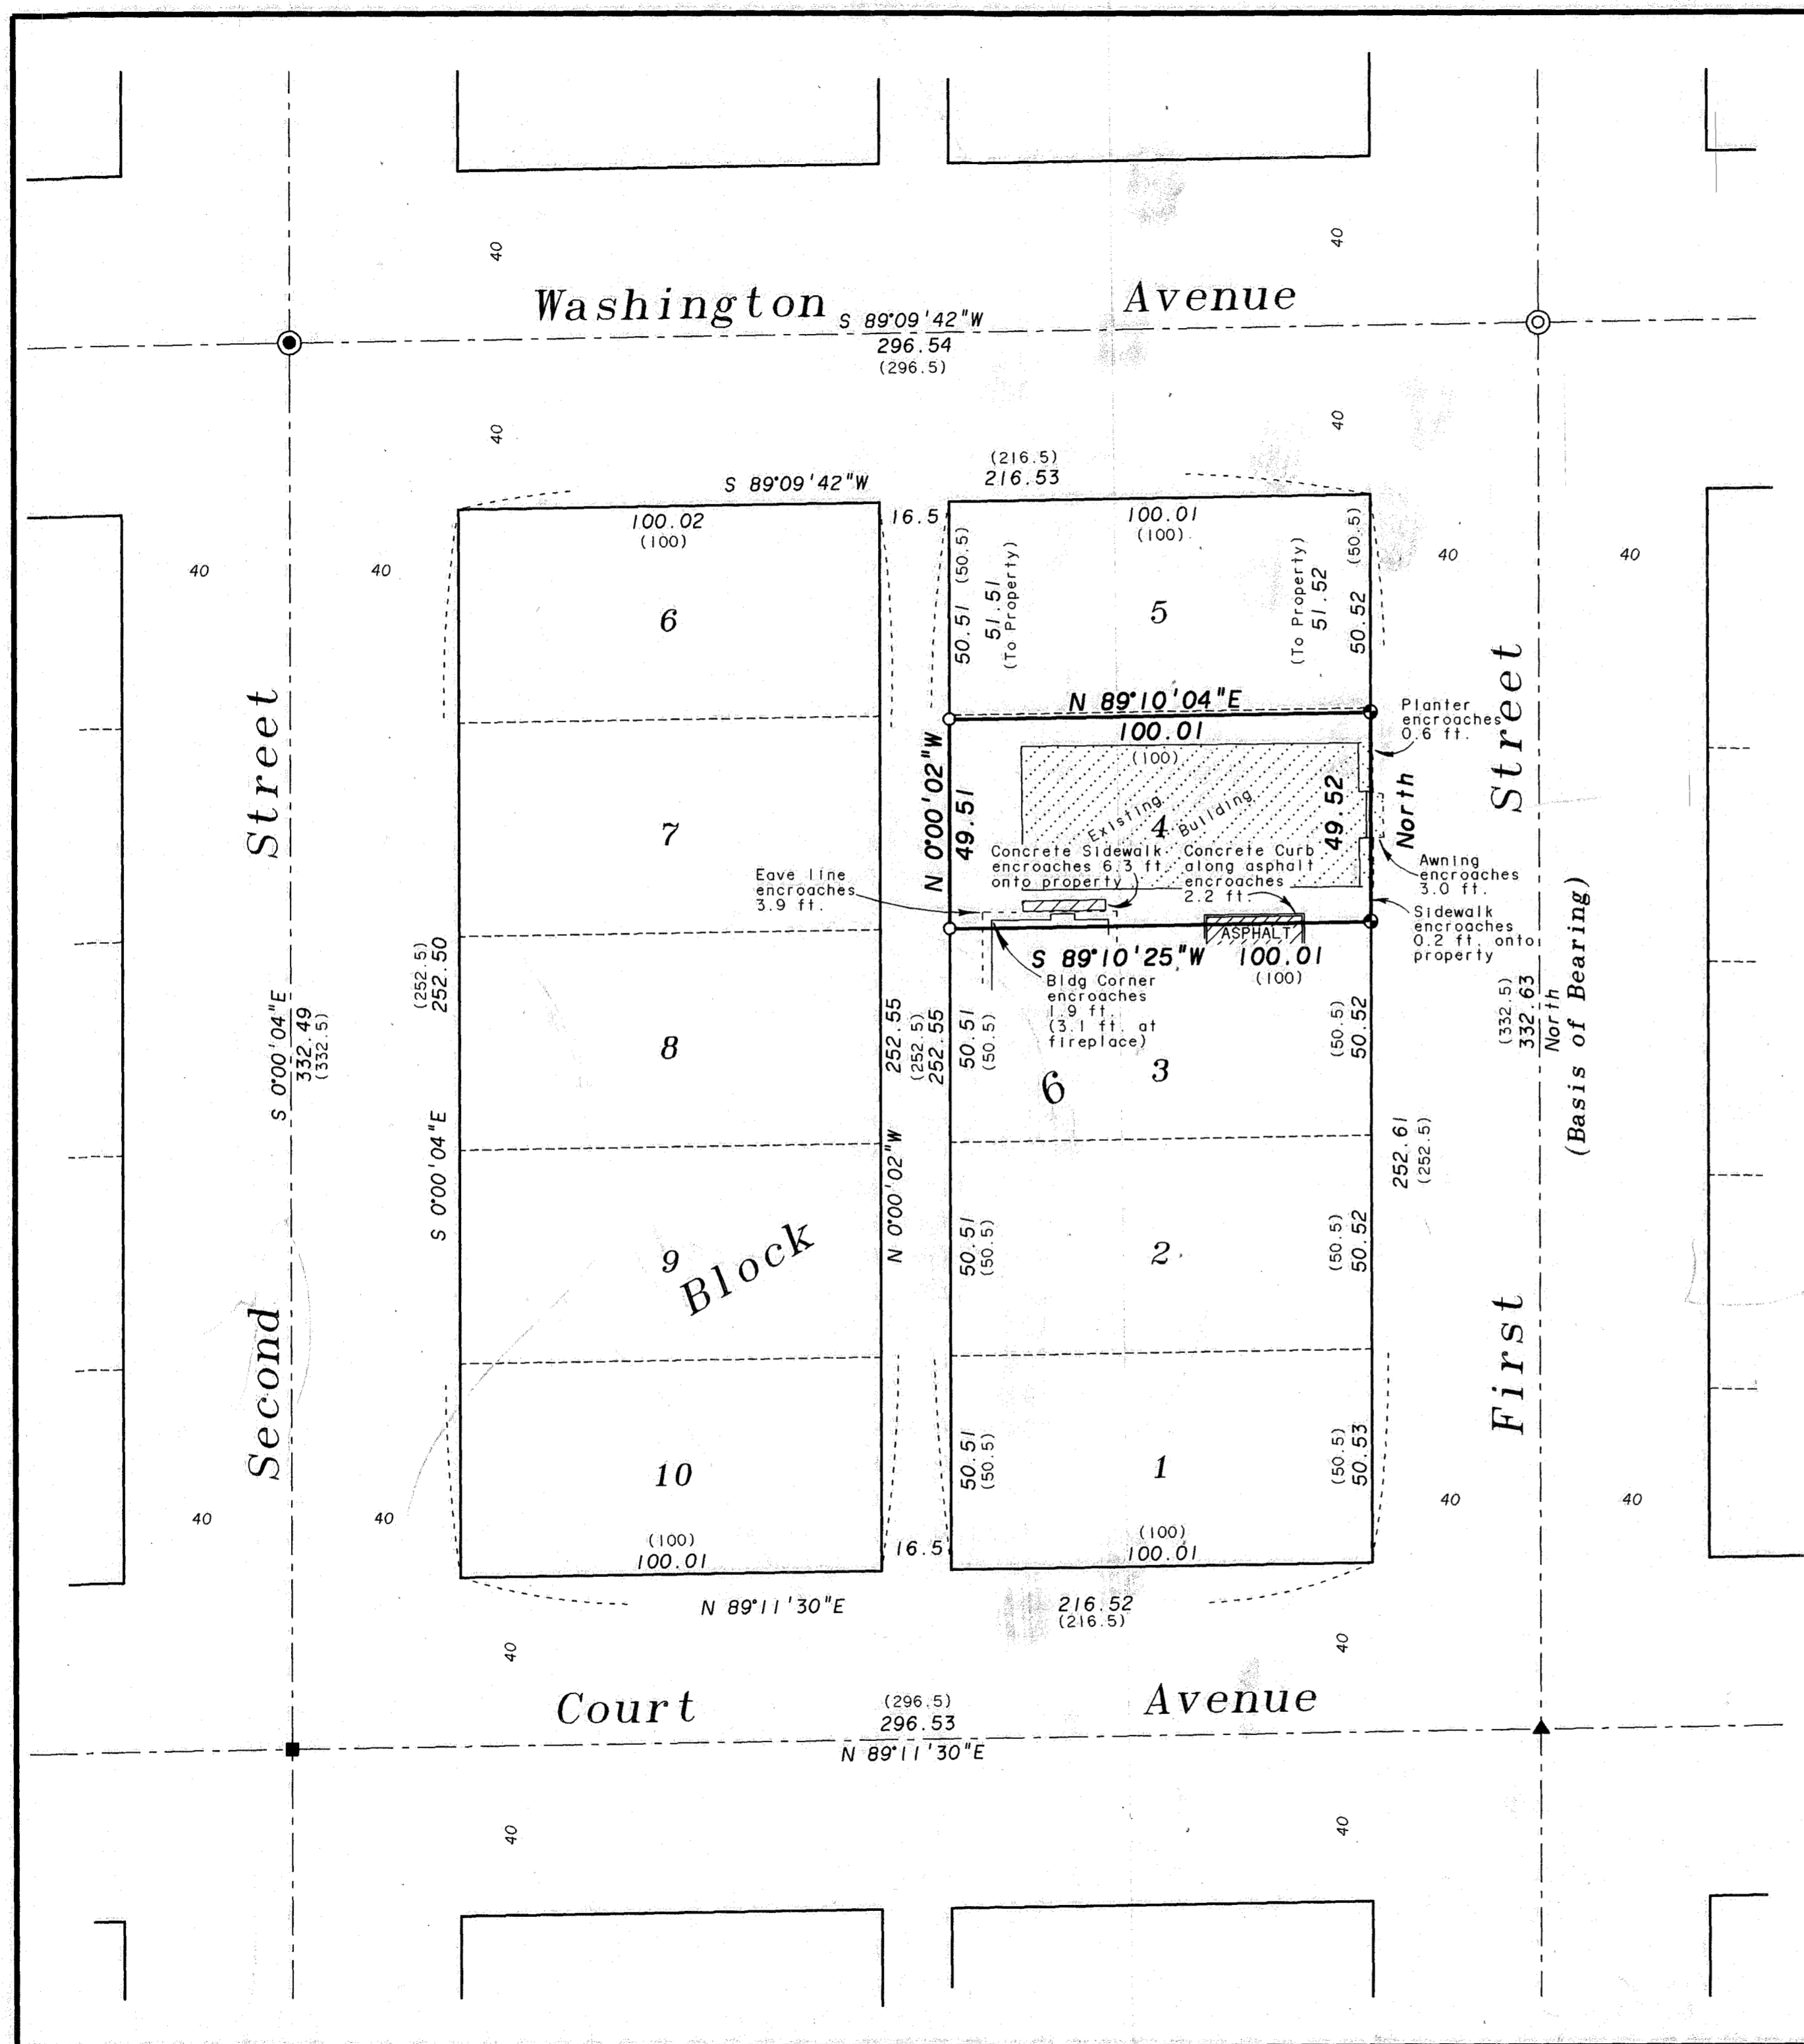 40
40
Washington Avenue
S 89°09'42"W
296.54
(296.5)
40
40
(216.5)
216.53
S 89°09'42"W
100.02
(100)
16.5
100.01
(100)
40
40
40
40
50.51 (50.5)
51.51
(To Property)
(To Property)
51.52
50.52 (50.5)
6
5
N 89°10'04"E
100.01
(100)
Planter
encroaches
0.6 ft.
Second Street
First Street
7
N 0°00'02"W
49.51
Existing
Building
4
49.52
North
Concrete Sidewalk
encroaches 6.3 ft.
onto property
Concrete Curb
along asphalt
encroaches
2.2 ft.
Eave line
encroaches
3.9 ft.
Awning
encroaches
3.0 ft.
Sidewalk
encroaches
0.2 ft. onto
property
ASPHALT
S 89°10'25"W 100.01
(100)
Bldg Corner
encroaches
1.9 ft.
(3.1 ft. at
fireplace)
S 0°00'04"E
332.49
(332.5)
(252.5)
252.50
S 0°00'04"E
8
252.55
(252.5)
252.55
N 0°00'02"W
50.51
(50.5)
6
3
(50.5)
50.52
(332.5)
332.63
North
(Basis of Bearing)
252.61
(252.5)
9
Block
50.51
(50.5)
2
(50.5)
50.52
10
50.51
(50.5)
1
(50.5)
50.53
40
40
40
40
(100)
100.01
16.5
(100)
100.01
N 89°11'30"E
216.52
(216.5)
40
40
Court Avenue
(296.5)
296.53
N 89°11'30"E
40
40